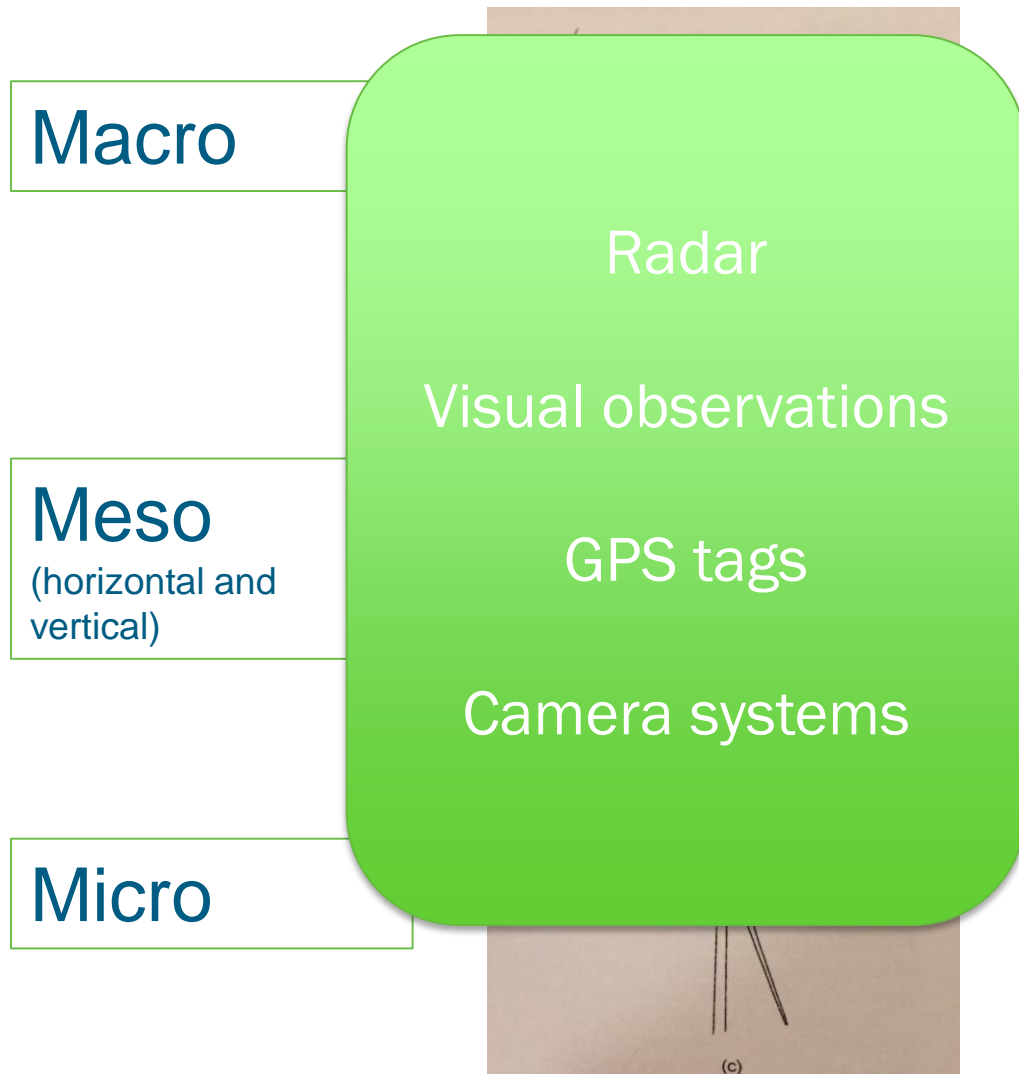 Macro
Radar
Visual observations
Meso
(horizontal and
vertical)
GPS tags
Camera systems
Micro
(c)